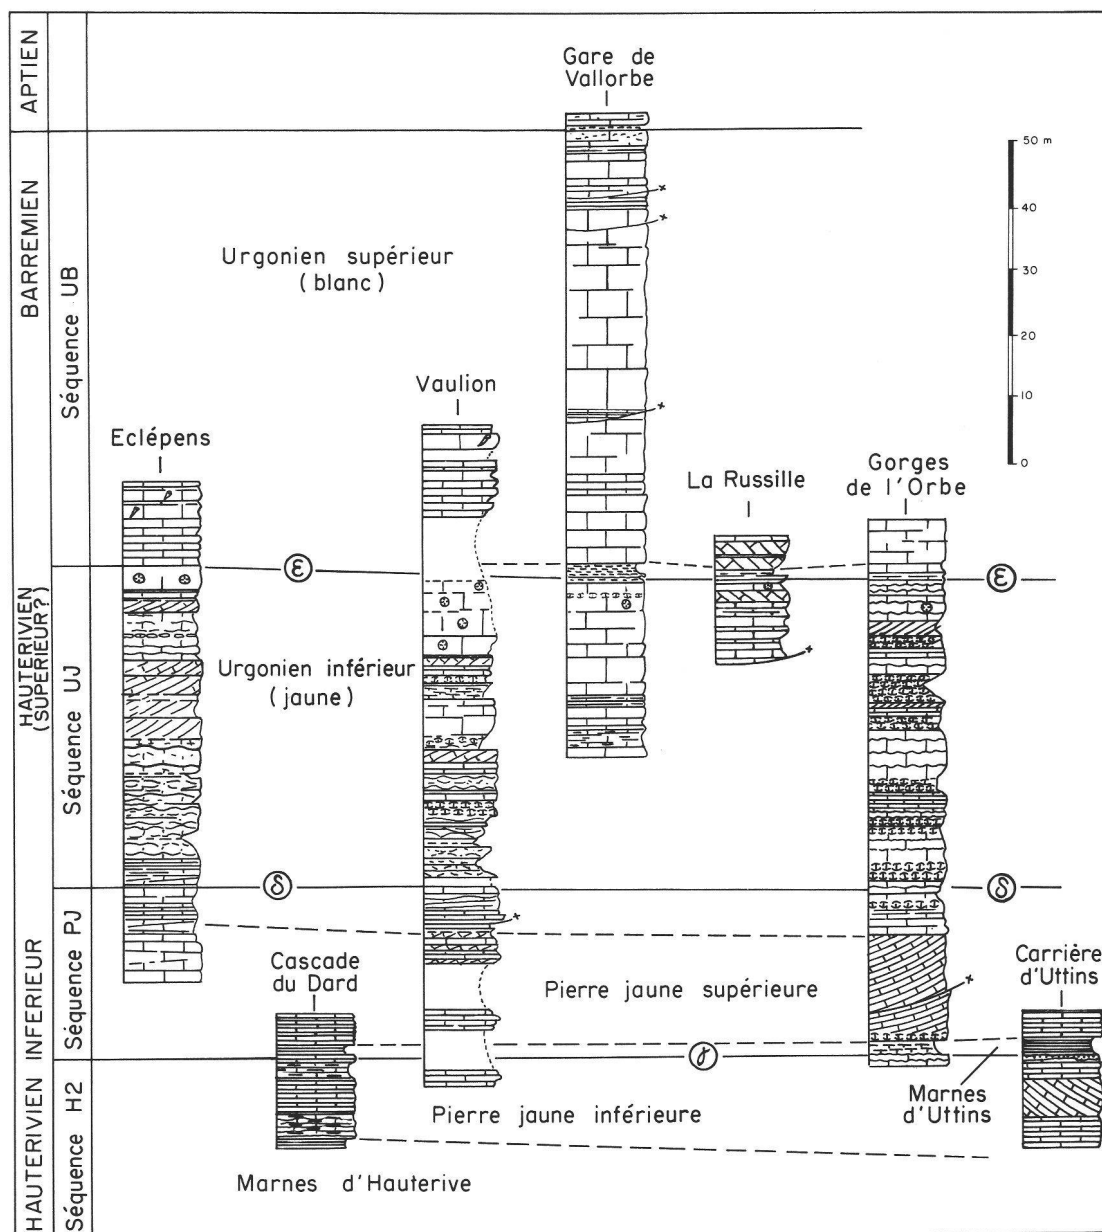 APTIEN
BARREMIEN
HAUTERIVIEN
(SUPERIEUR?)
HAUTERIVIEN INFERIEUR
Séquence UB
Séquence UJ
Séquence PJ
Séquence H2
Gare de
Vallorbe
50 m
40
30
20
10
0
Urgonien supérieur
(blanc)
Vaulion
Eclépens
La Russille
Gorges
de l'Orbe
ε
ε
Urgonien inférieur
(jaune)
δ
δ
Cascade
du Dard
Pierre jaune supérieure
Carrière
d'Uttins
γ
Marnes
d'Uttins
Pierre jaune inférieure
Marnes d'Hauterive